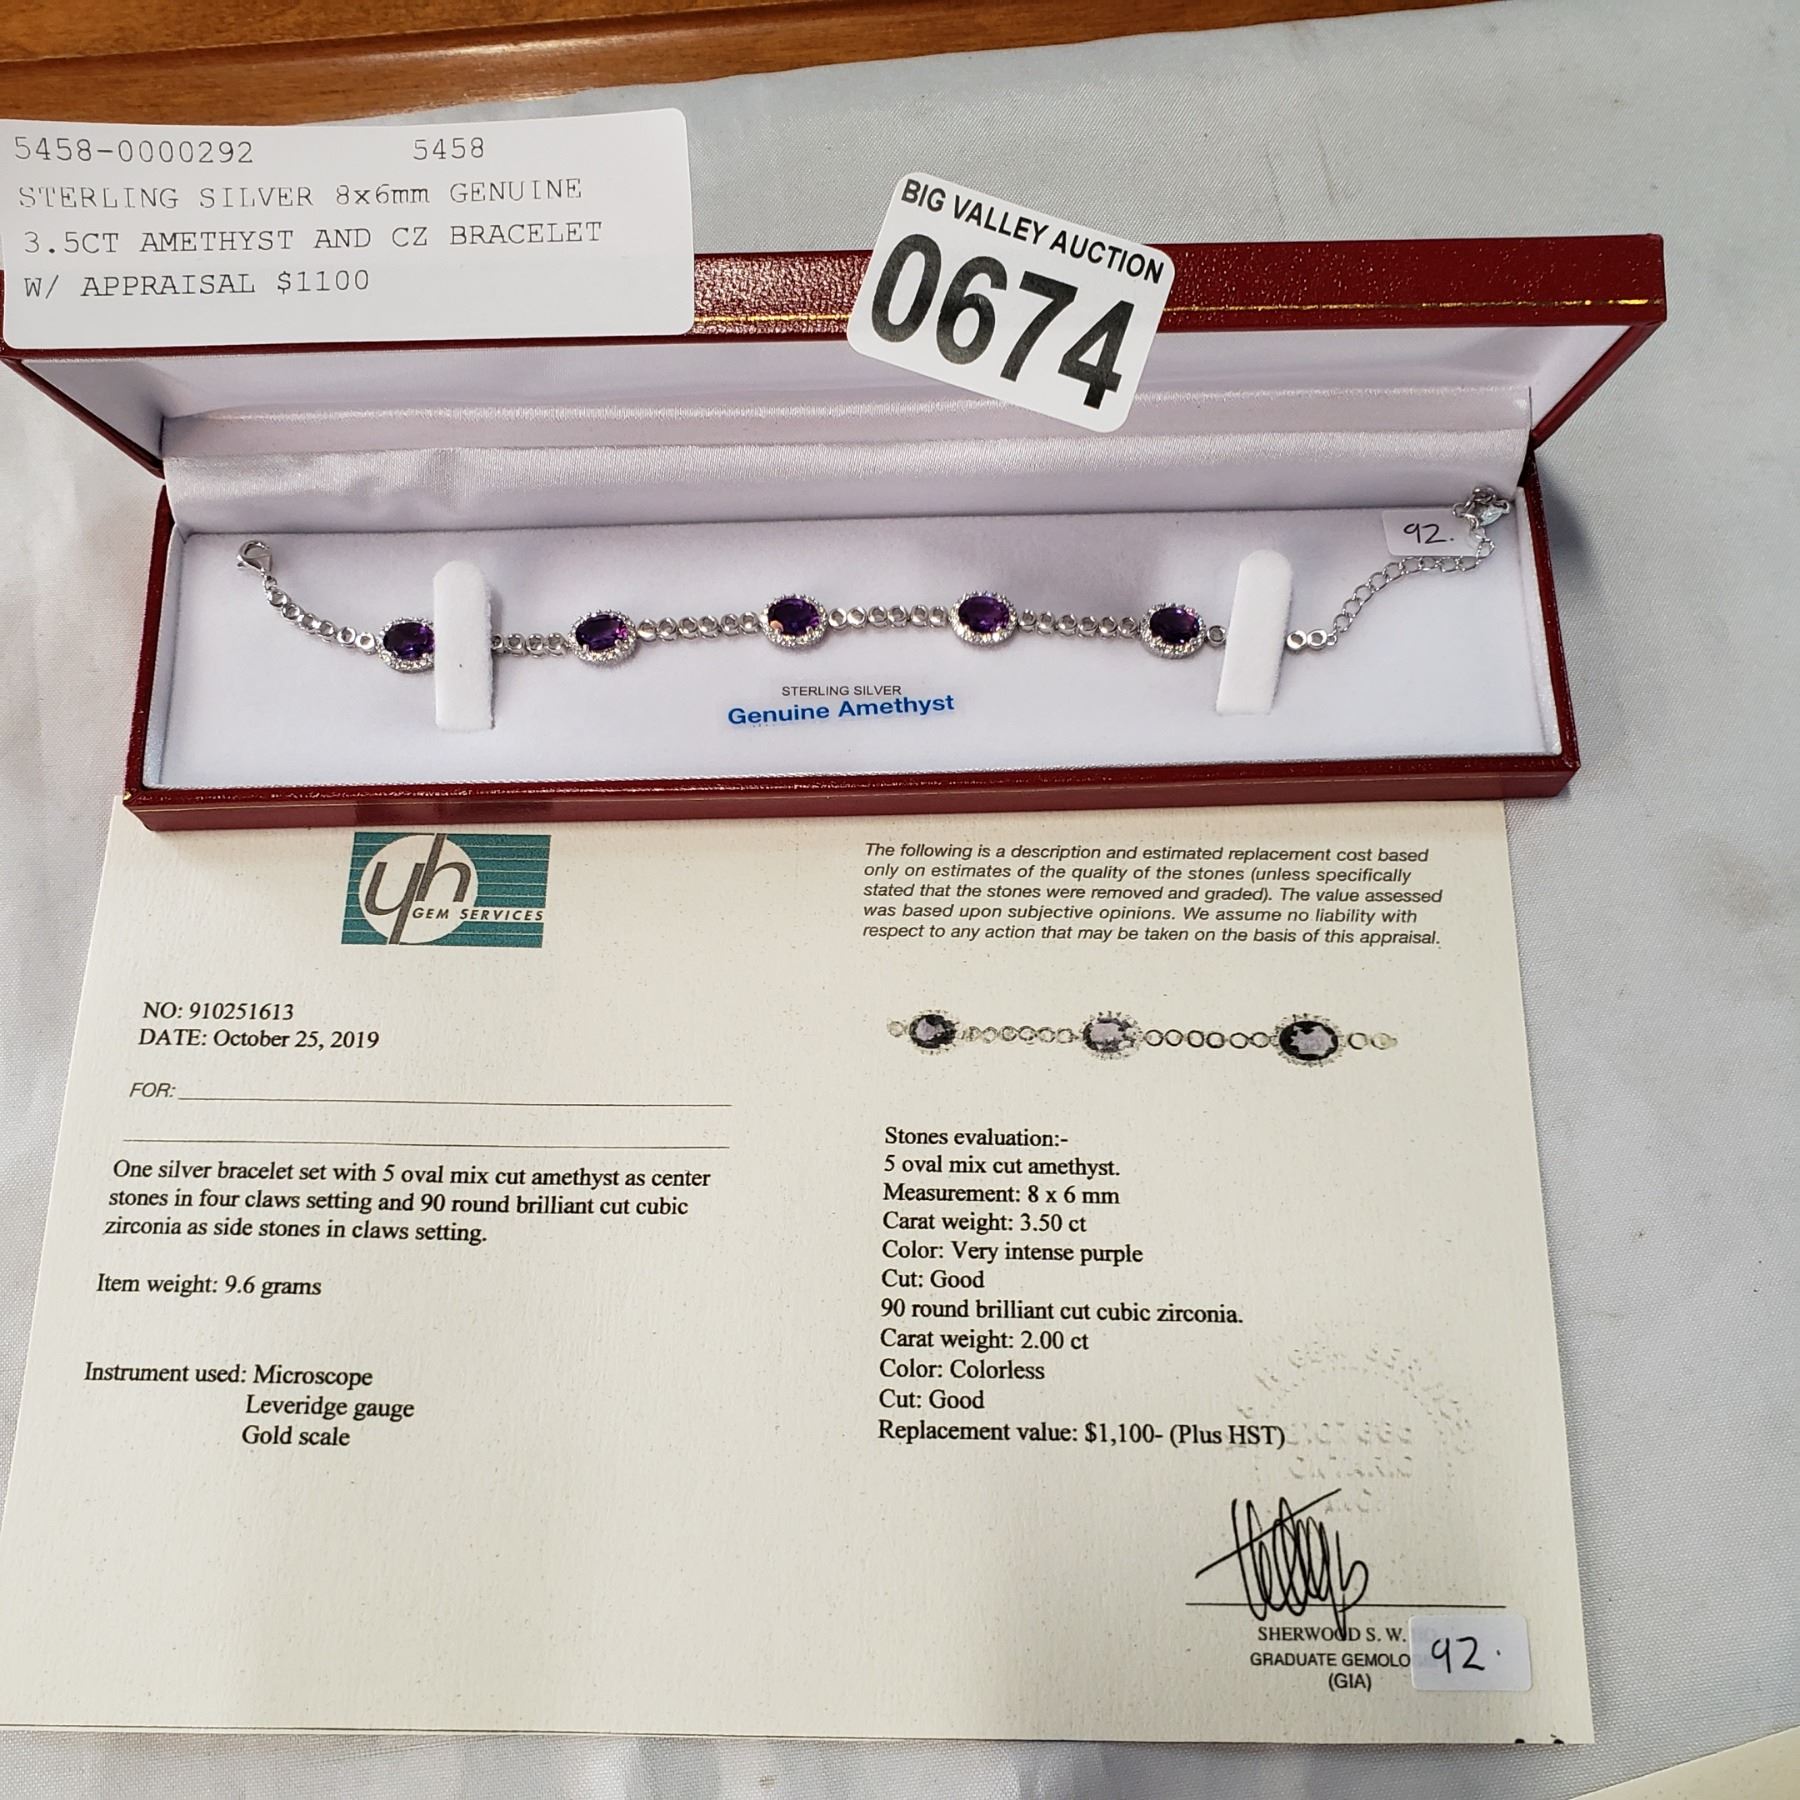 5458-0000292 5458
STERLING SILVER 8x6mm GENUINE
3.5CT AMETHYST AND CZ BRACELET
W/ APPRAISAL $1100
BIG VALLEY AUCTION
0674
92.
STERLING SILVER
Genuine Amethyst
yh
GEM SERVICES
The following is a description and estimated replacement cost based
only on estimates of the quality of the stones (unless specifically
stated that the stones were removed and graded). The value assessed
was based upon subjective opinions. We assume no liability with
respect to any action that may be taken on the basis of this appraisal.
NO: 910251613
DATE: October 25, 2019
FOR:
One silver bracelet set with 5 oval mix cut amethyst as center
stones in four claws setting and 90 round brilliant cut cubic
zirconia as side stones in claws setting.
Item weight: 9.6 grams
Instrument used: Microscope
Leveridge gauge
Gold scale
Stones evaluation:-
5 oval mix cut amethyst.
Measurement: 8 x 6 mm
Carat weight: 3.50 ct
Color: Very intense purple
Cut: Good
90 round brilliant cut cubic zirconia.
Carat weight: 2.00 ct
Color: Colorless
Cut: Good
Replacement value: $1,100- (Plus HST)
SHERWOOD S. W.
GRADUATE GEMOLO
(GIA)
92.